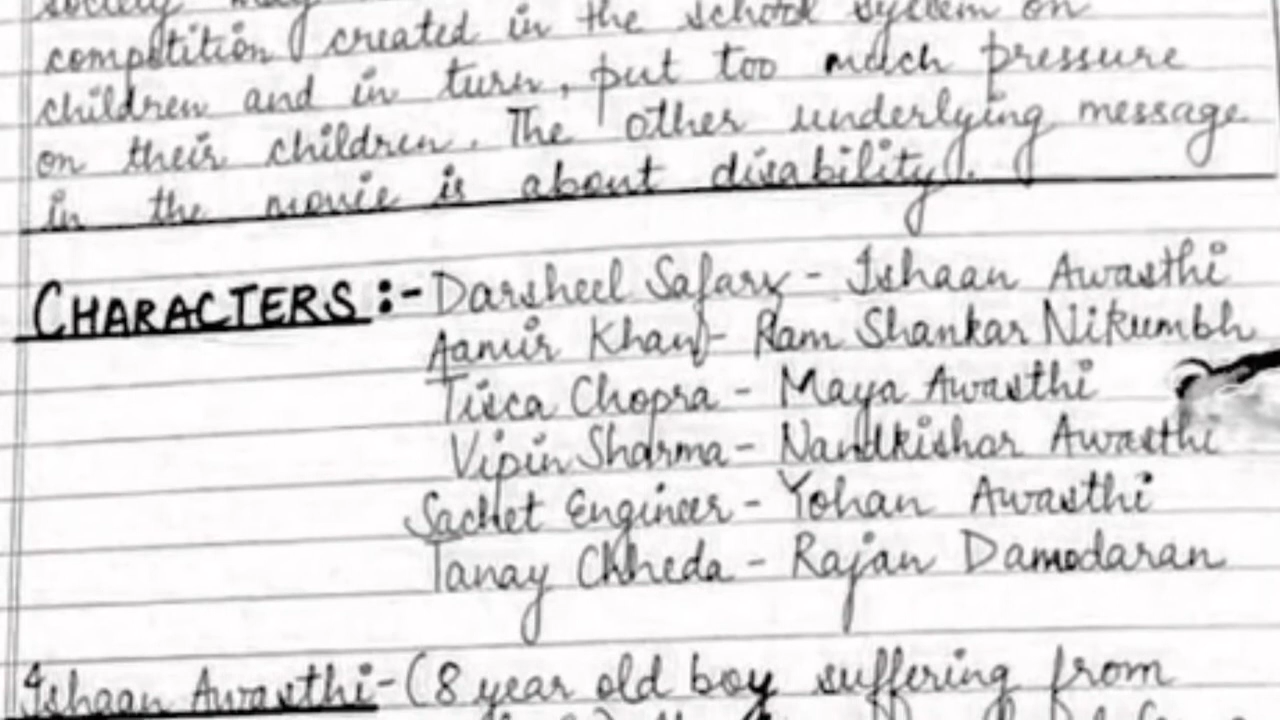 society may
competition created in the school system on
children and in turn, put too much pressure
on their children. The other underlying message
in the movie is about disability.
CHARACTERS :- Darsheel Safary - Ishaan Awasthi
Aamir Khan - Ram Shankar Nikumbh
Tisca Chopra - Maya Awasthi
Vipin Sharma - Nandkishor Awasthi
Sachet Engineer - Yohan Awasthi
Tanay Chheda - Rajan Damodaran
Ishaan Awasthi - (8 year old boy suffering from